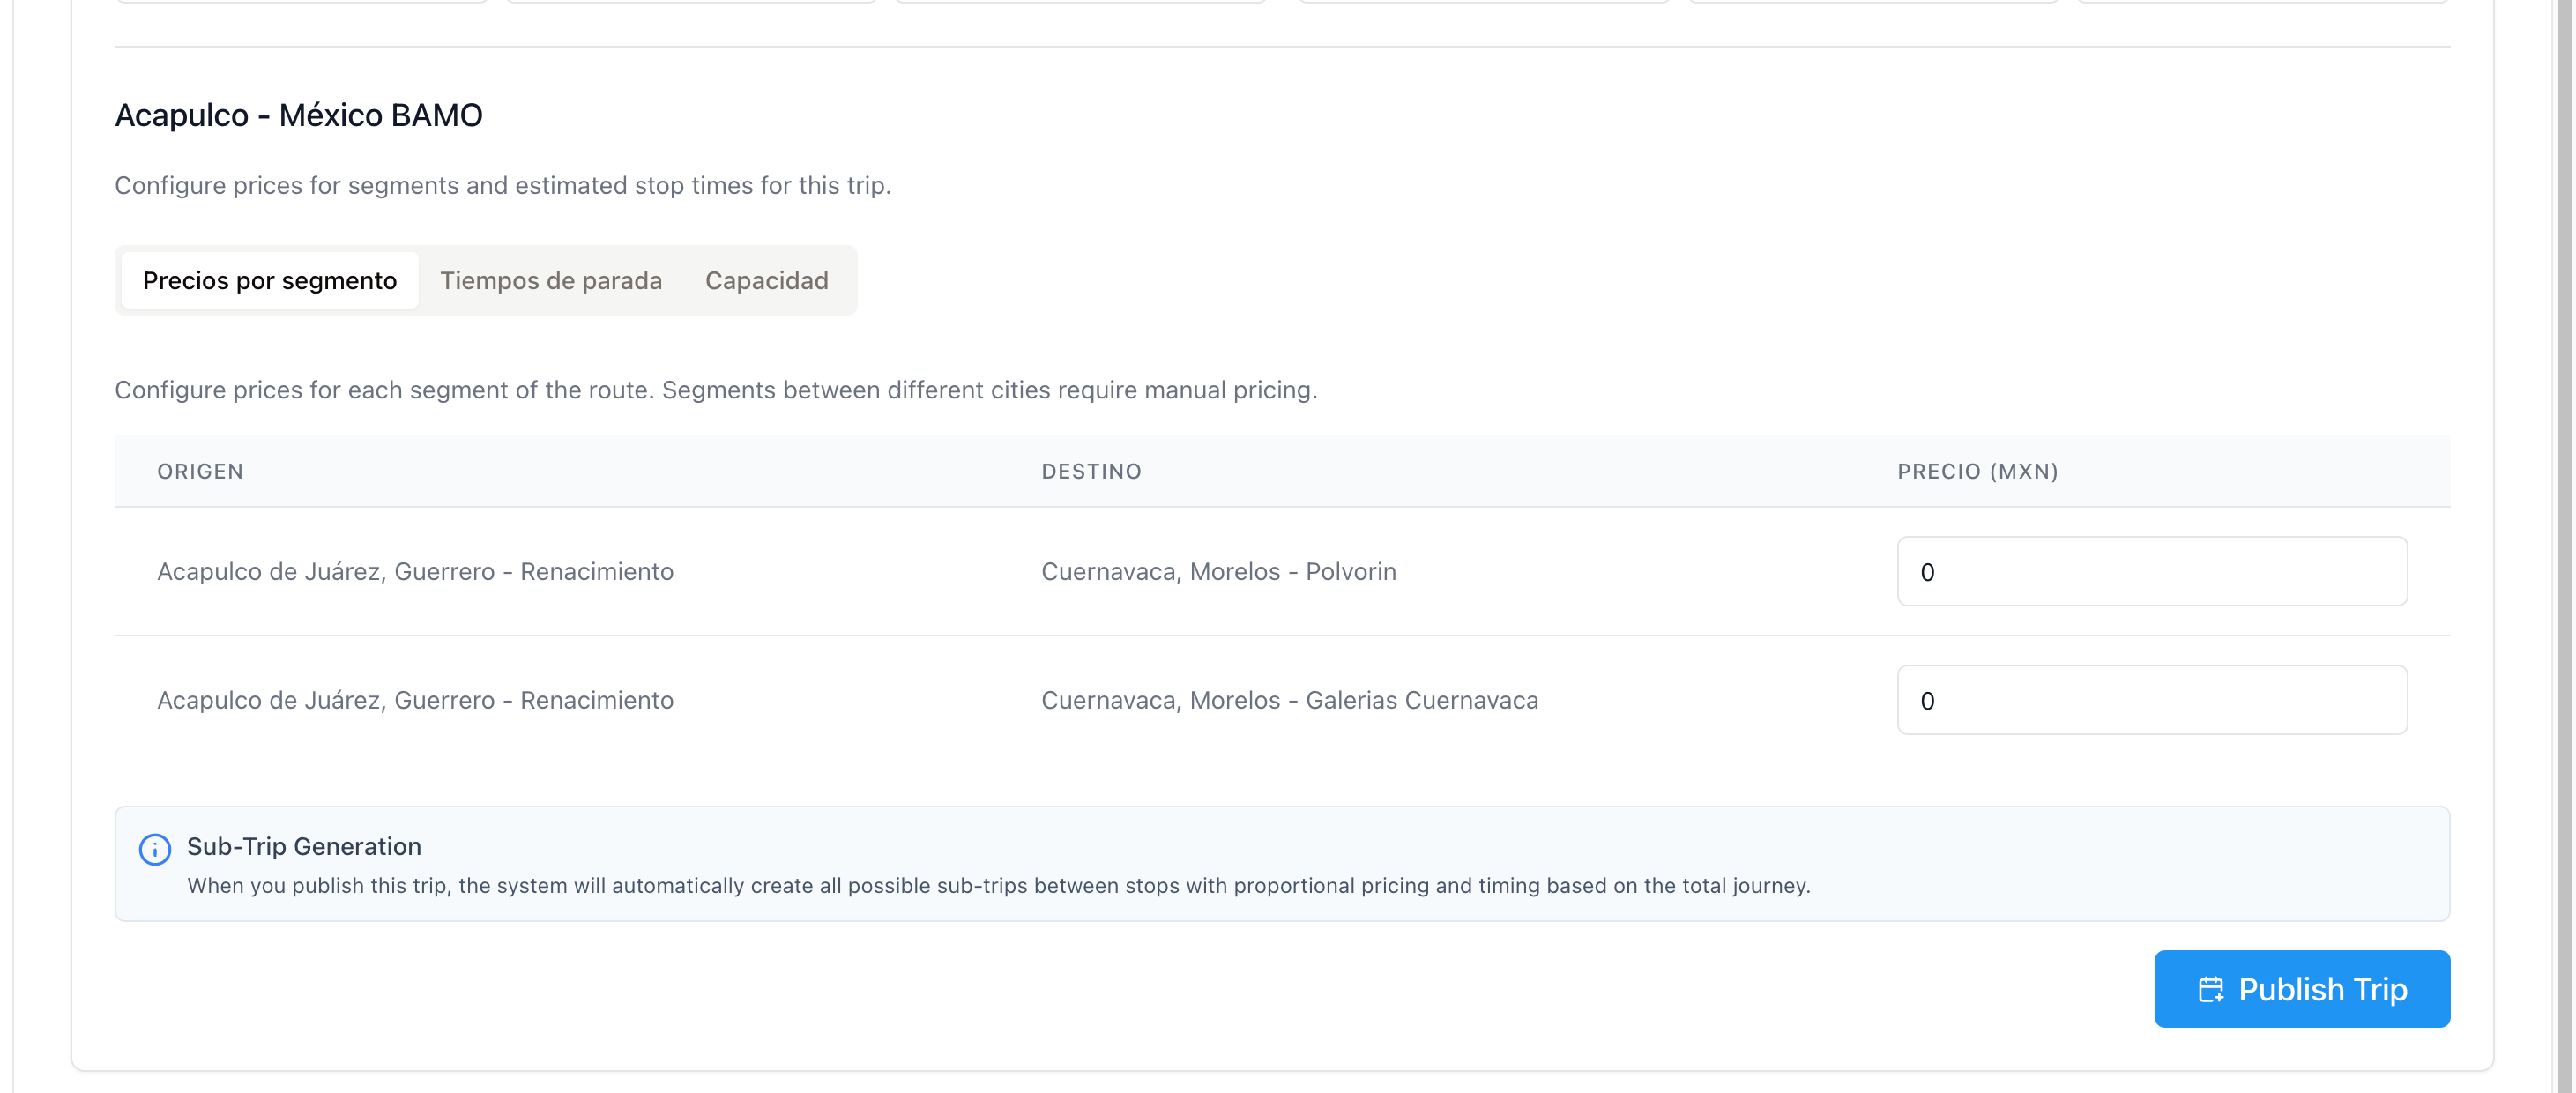 Acapulco - México BAMO
Configure prices for segments and estimated stop times for this trip.
Precios por segmento Tiempos de parada Capacidad
Configure prices for each segment of the route. Segments between different cities require manual pricing.
ORIGEN DESTINO PRECIO (MXN)
Acapulco de Juárez, Guerrero - Renacimiento Cuernavaca, Morelos - Polvorin 0
Acapulco de Juárez, Guerrero - Renacimiento Cuernavaca, Morelos - Galerias Cuernavaca 0
Sub-Trip Generation
When you publish this trip, the system will automatically create all possible sub-trips between stops with proportional pricing and timing based on the total journey.
Publish Trip